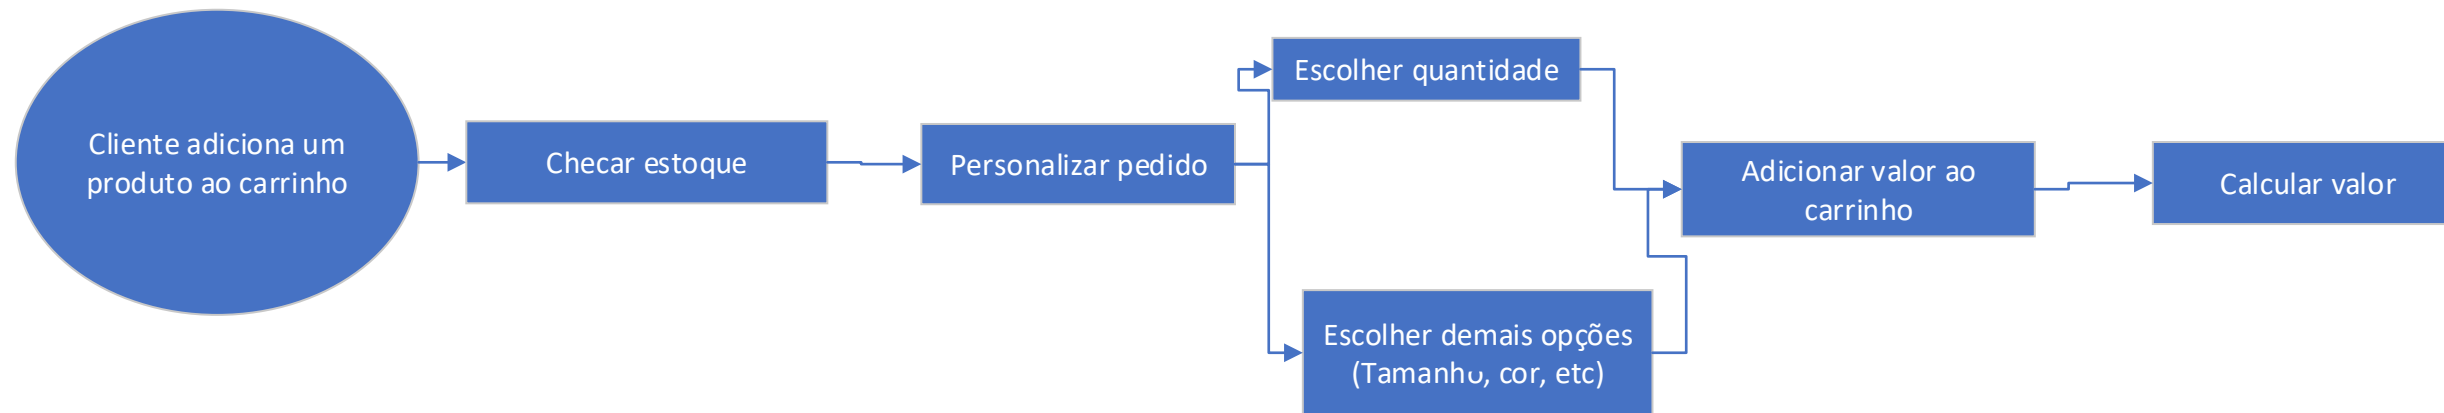 Cliente adiciona um
produto ao carrinho
Checar estoque
Personalizar pedido
Escolher quantidade
Escolher demais opções
(Tamanho, cor, etc)
Adicionar valor ao
carrinho
Calcular valor